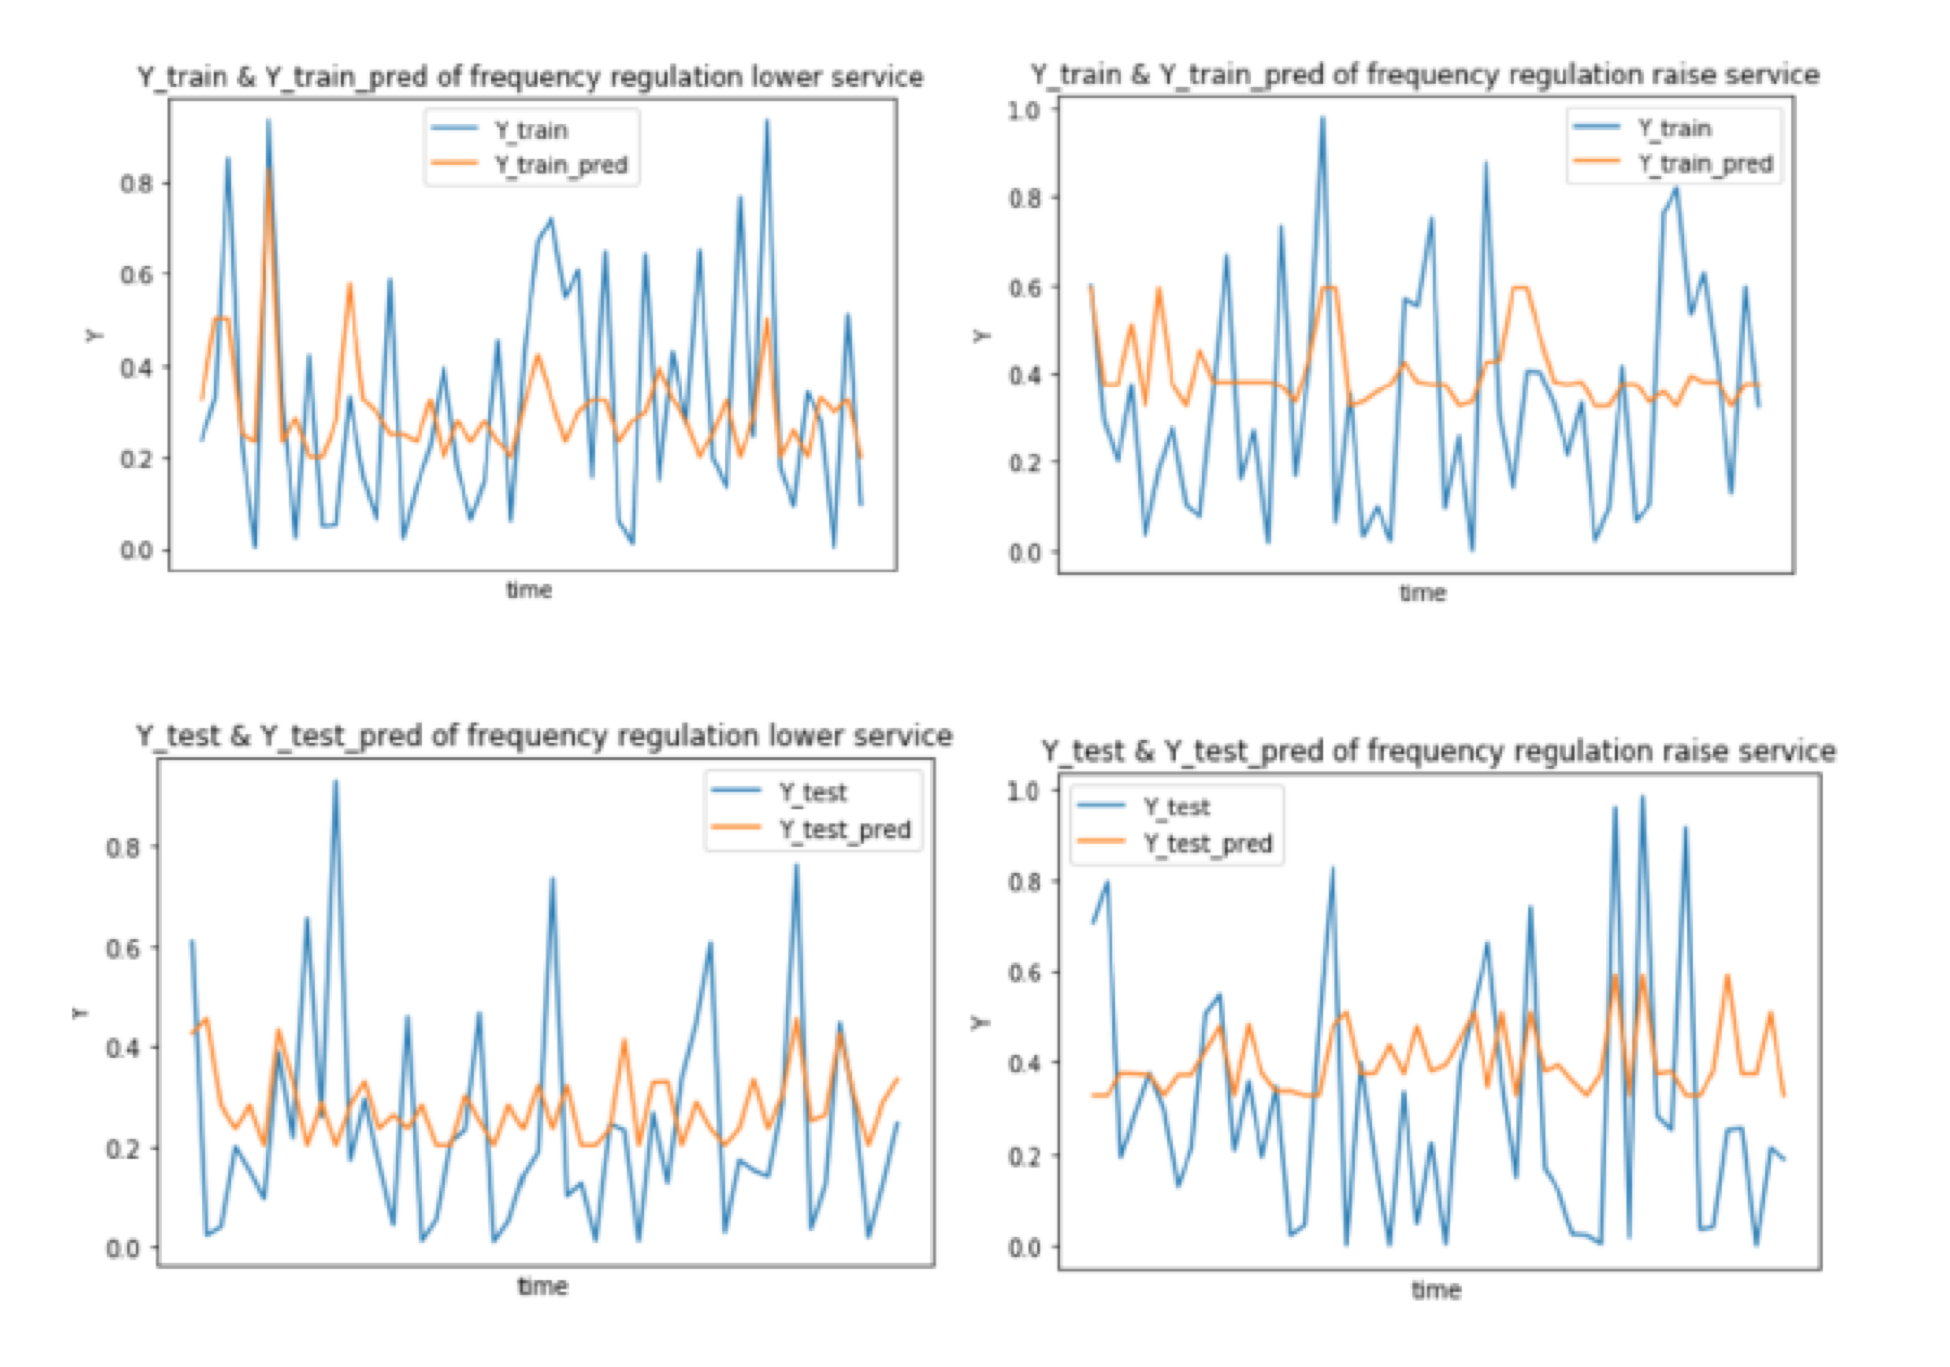 Y_train & Y_train_pred of frequency regulation lower service
Y_train
Y_train_pred
0.8
0.6
0.4
0.2
0.0
Y
time
Y_train & Y_train_pred of frequency regulation raise service
1.0
Y_train
Y_train_pred
0.8
0.6
0.4
0.2
0.0
Y
time
Y_test & Y_test_pred of frequency regulation lower service
Y_test
Y_test_pred
0.8
0.6
0.4
0.2
0.0
Y
time
Y_test & Y_test_pred of frequency regulation raise service
1.0
Y_test
Y_test_pred
0.8
0.6
0.4
0.2
0.0
Y
time